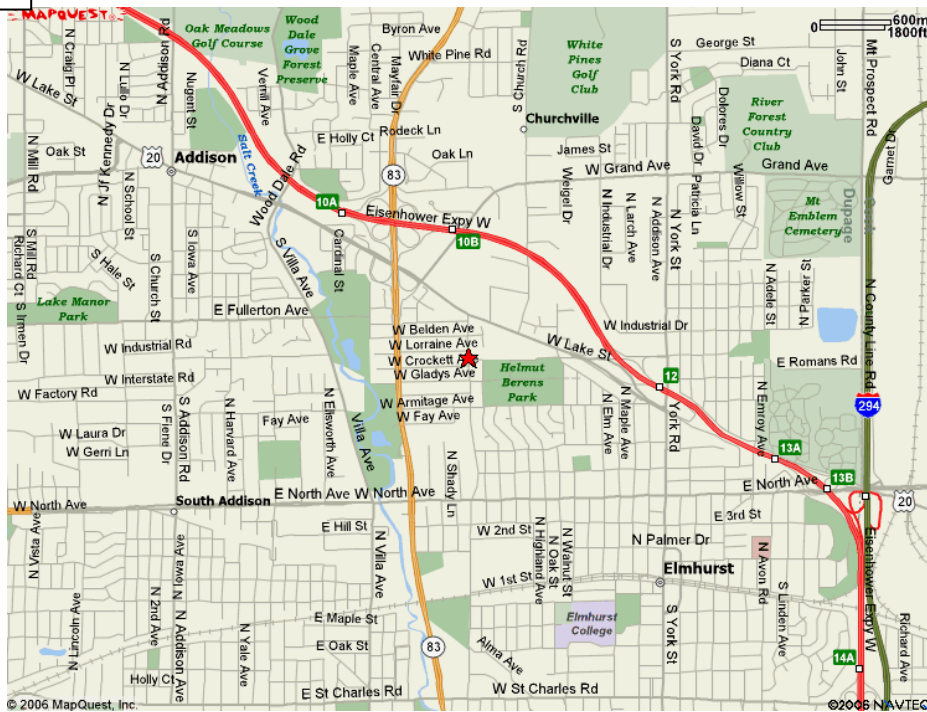 MAPQUEST
600m
1800ft
Oak Meadows
Golf Course
Wood
Dale
Grove
Forest
Preserve
Byron Ave
White Pine Rd
White
Pines
Golf
Club
George St
Diana Ct
River
Forest
Country
Club
N Craig Pl
N Lullo Dr
N Addison Rd
Nugent St
Vernil Ave
Maple Ave
Central Ave
Mayfair Dr
S Church Rd
S York Rd
Dolores Dr
John St
Mt Prospect Rd
Garnet Dr
W Lake St
Churchville
E Holly Ct
Rodeck Ln
Oak Ln
James St
David Dr
Patricia Ln
Willow St
W Grand Ave
Grand Ave
N Mill Rd
Oak St
N Jf Kennedy Dr
20
Addison
Salt Creek
Wood Dale Rd
83
N School St
10A
Eisenhower Expy W
10B
Weigel Dr
N Industrial Dr
N Larch Ave
N Addison Ave
N York St
Mt
Emblem
Cemetery
Dupage
S Mill Rd
Richard Ct
S Hale St
S Church St
S Iowa Ave
S Villa Ave
Cardinal St
N Adele St
N Parker St
N County Line Rd
Lake Manor
Park
S Irmen Dr
E Fullerton Ave
W Belden Ave
W Lorraine Ave
W Crockett Ave
W Gladys Ave
W Industrial Dr
W Lake St
W Industrial Rd
W Interstate Rd
W Factory Rd
Helmut
Berens
Park
E Romans Rd
12
294
W Armitage Ave
W Fay Ave
Fay Ave
S Fiene Dr
S Addison Rd
N Harvard Ave
N Ellsworth Ave
Villa Ave
N Elm Ave
N Maple Ave
York Rd
N Emroy Ave
W Laura Dr
W Gerri Ln
13A
13B
N Shady Ln
W North Ave
South Addison
E North Ave
W North Ave
E North Ave
20
N Vista Ave
E Hill St
N Villa Ave
W 2nd St
N Highland Ave
N Oak St
N Walnut St
E 3rd St
N Palmer Dr
N Avon Rd
Elmhurst
W 1st St
S Linden Ave
Eisenhower Expy W
N Lincoln Ave
N 2nd Ave
N Iowa Ave
N Addison Ave
N Yale Ave
E Maple St
E Oak St
83
Alma Ave
Elmhurst
College
S York St
Richard Ave
14A
Holly Ct
E St Charles Rd
W St Charles Rd
© 2006 MapQuest, Inc.
©2006 NAVTEQ